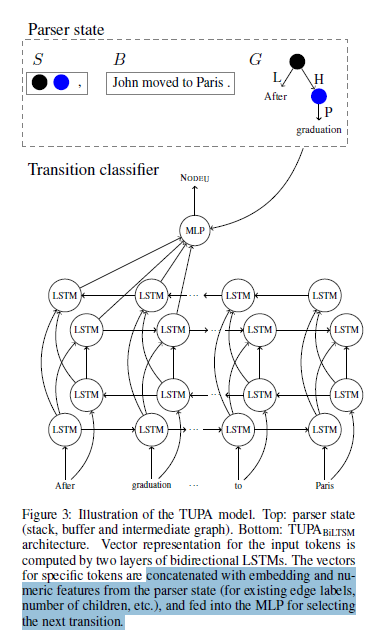 Parser state
S B G
, John moved to Paris .
L H
After
P
graduation
Transition classifier
NODEU
MLP
LSTM LSTM ... LSTM LSTM
LSTM LSTM ... LSTM LSTM
LSTM LSTM ... LSTM LSTM
LSTM LSTM ... LSTM LSTM
After graduation ... to Paris
Figure 3: Illustration of the TUPA model. Top: parser state
(stack, buffer and intermediate graph). Bottom: TUPABiLTSM
architecture. Vector representation for the input tokens is
computed by two layers of bidirectional LSTMs. The vectors
for specific tokens are concatenated with embedding and nu-
meric features from the parser state (for existing edge labels,
number of children, etc.), and fed into the MLP for selecting
the next transition.